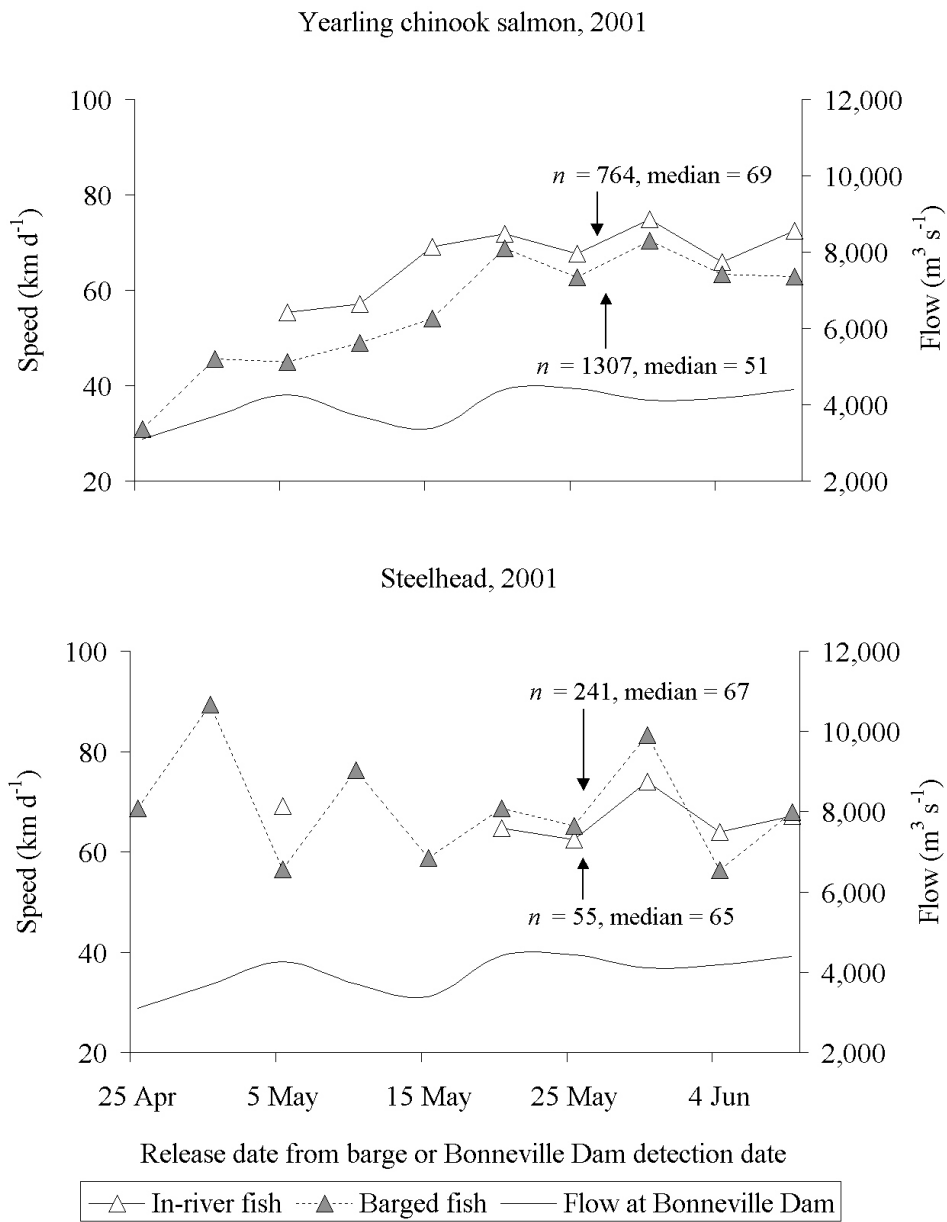 Yearling chinook salmon, 2001
100
80
60
40
20
Speed (km d⁻¹)
n = 764, median = 69
n = 1307, median = 51
12,000
10,000
8,000
6,000
4,000
2,000
Flow (m³ s⁻¹)
Steelhead, 2001
100
80
60
40
20
Speed (km d⁻¹)
n = 241, median = 67
n = 55, median = 65
12,000
10,000
8,000
6,000
4,000
2,000
Flow (m³ s⁻¹)
25 Apr 5 May 15 May 25 May 4 Jun
Release date from barge or Bonneville Dam detection date
In-river fish Barged fish Flow at Bonneville Dam